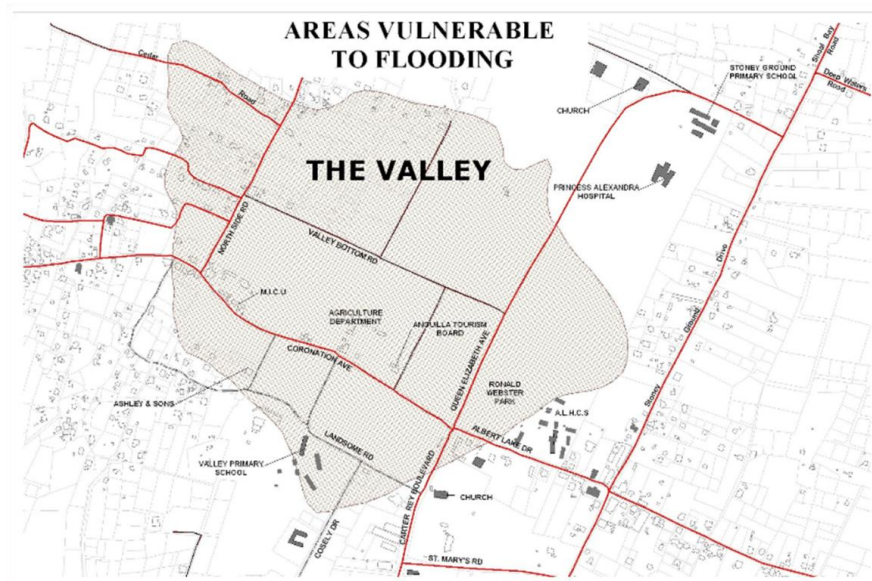 AREAS VULNERABLE
TO FLOODING
Shoal Bay
Road
Deep Waters
Road
STONEY GROUND
PRIMARY SCHOOL
CHURCH
Cedar
Road
THE VALLEY
PRINCESS ALEXANDRA
HOSPITAL
NORTH SIDE RD
VALLEY BOTTOM RD
Stoney
Ground
Drive
M.I.C.U
AGRICULTURE
DEPARTMENT
ANGUILLA TOURISM
BOARD
QUEEN ELIZABETH AVE
CORONATION AVE
RONALD
WEBSTER
PARK
ASHLEY & SONS
A.L.H.C.S
ALBERT LAKE DR
LANDSOME RD
VALLEY PRIMARY
SCHOOL
CHURCH
COSELY DR
CARTER REY BOULEVARD
ST. MARY'S RD